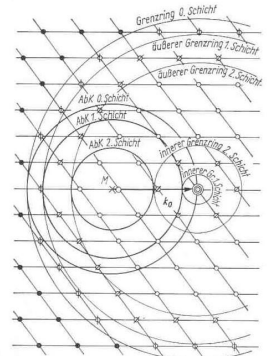 Grenzring 0. Schicht
äußerer Grenzring 1. Schicht
äußerer Grenzring 2. Schicht
AbK 0. Schicht
AbK 1. Schicht
AbK 2. Schicht
innerer Grenzring 2. Schicht
innerer Gr. 1. Schicht
M
k₀